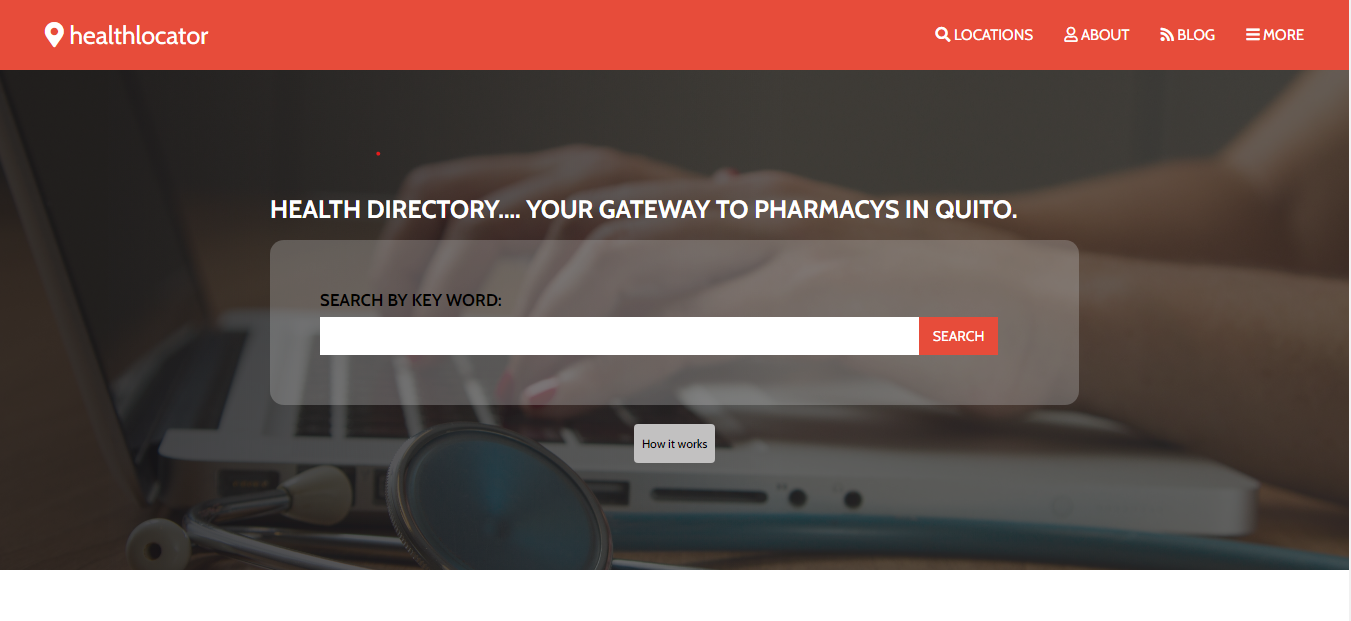 healthlocator
LOCATIONS ABOUT BLOG MORE
HEALTH DIRECTORY.... YOUR GATEWAY TO PHARMACYS IN QUITO.
SEARCH BY KEY WORD:
SEARCH
How it works